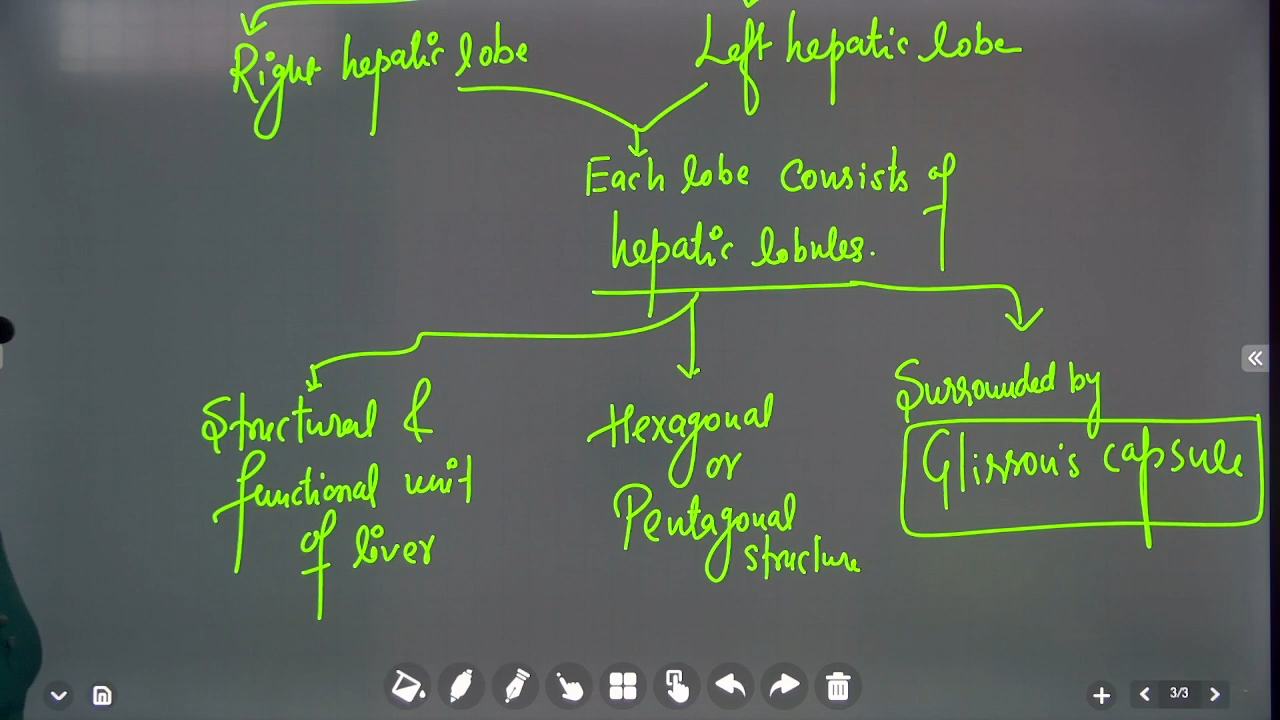 Right hepatic lobe
Left hepatic lobe
Each lobe consists of
hepatic lobules.
Structural &
functional unit
of liver
Hexagonal
or
Pentagonal
structure
Surrounded by
Glisson's capsule
3/3